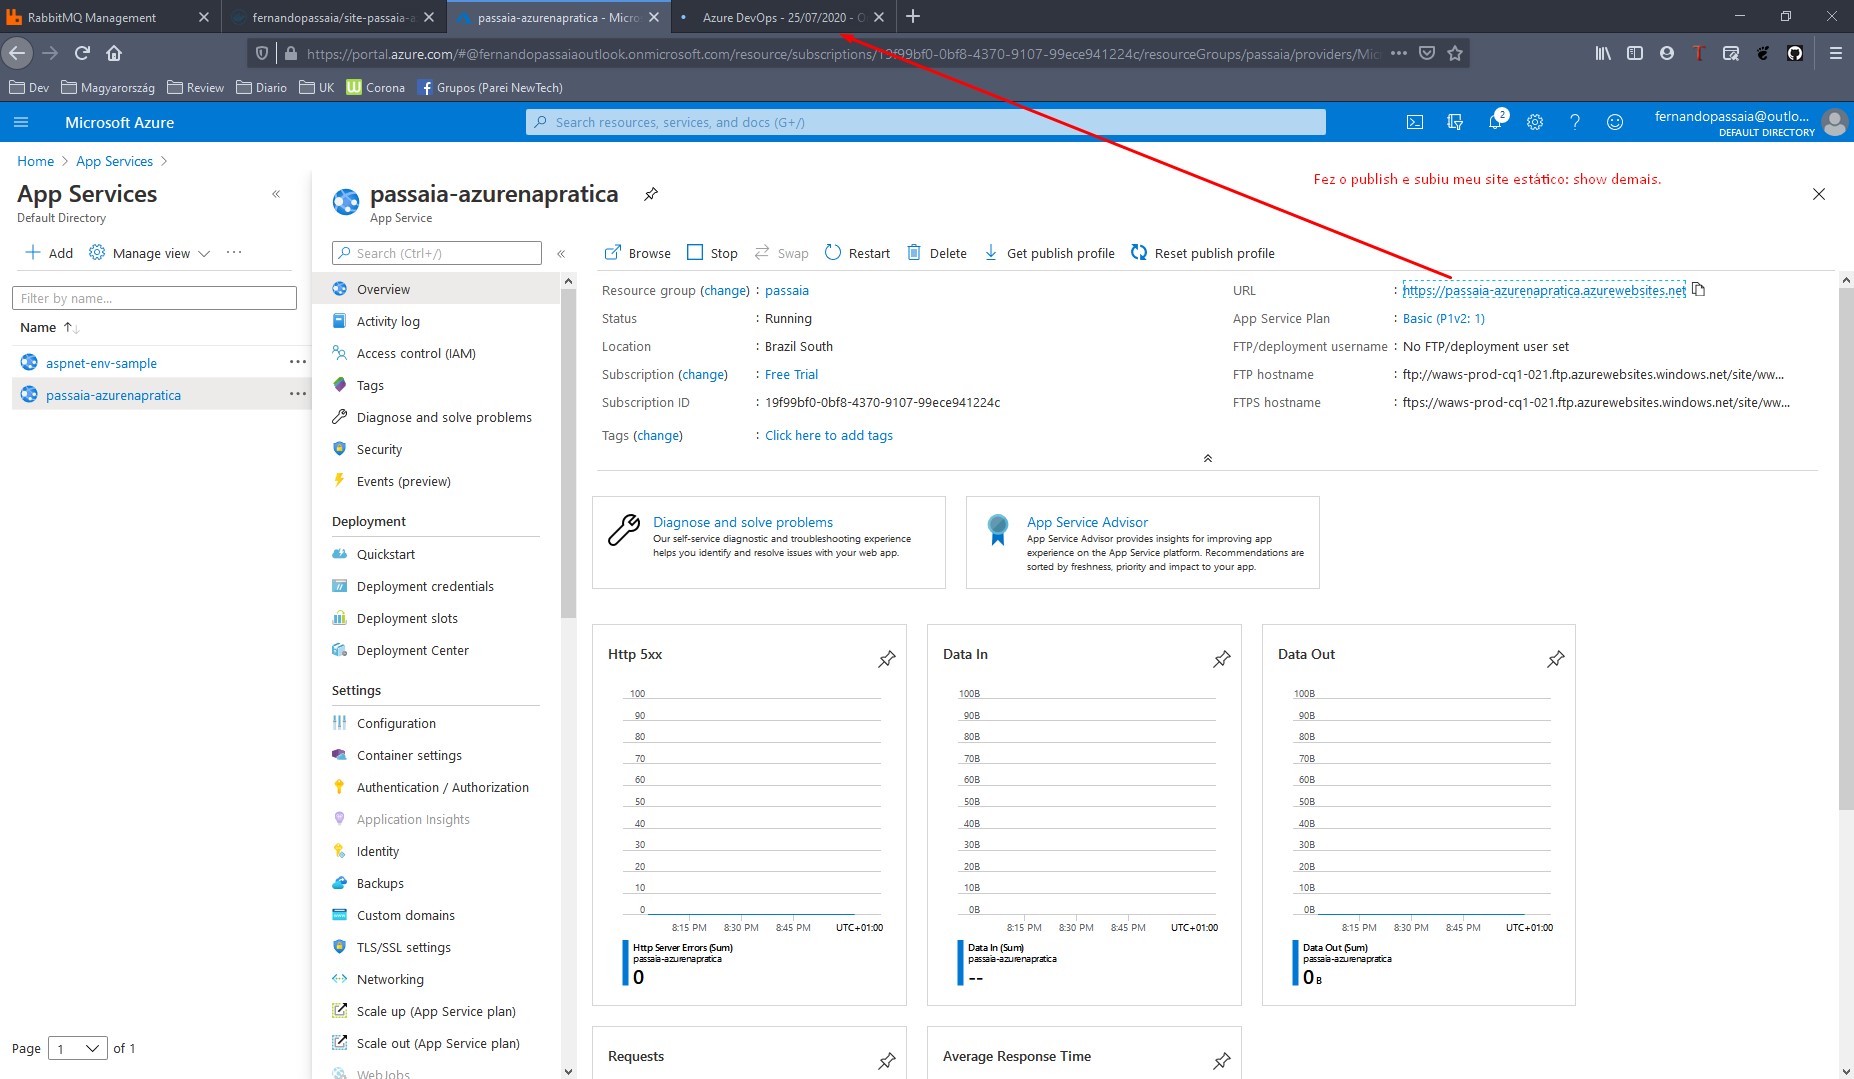 RabbitMQ Management
fernandopassaia/site-passaia-a
passaia-azurenapratica - Micros
Azure DevOps - 25/07/2020 - O
https://portal.azure.com/#@fernandopassaiaoutlook.onmicrosoft.com/resource/subscriptions/19f99bf0-0bf8-4370-9107-99ece941224c/resourceGroups/passaia/providers/Mic
Dev Magyarország Review Diario UK Corona Grupos (Parei NewTech)
Microsoft Azure
Search resources, services, and docs (G+/)
2
fernandopassaia@outlo...
DEFAULT DIRECTORY
Home > App Services >
App Services
Default Directory
Add Manage view ...
Filter by name...
Name
aspnet-env-sample
passaia-azurenapratica
Page 1 of 1
passaia-azurenapratica
App Service
Fez o publish e subiu meu site estático: show demais.
Search (Ctrl+/)
Overview
Activity log
Access control (IAM)
Tags
Diagnose and solve problems
Security
Events (preview)
Deployment
Quickstart
Deployment credentials
Deployment slots
Deployment Center
Settings
Configuration
Container settings
Authentication / Authorization
Application Insights
Identity
Backups
Custom domains
TLS/SSL settings
Networking
Scale up (App Service plan)
Scale out (App Service plan)
WebJobs
Browse Stop Swap Restart Delete Get publish profile Reset publish profile
Resource group (change) : passaia
Status : Running
Location : Brazil South
Subscription (change) : Free Trial
Subscription ID : 19f99bf0-0bf8-4370-9107-99ece941224c
Tags (change) : Click here to add tags
URL : https://passaia-azurenapratica.azurewebsites.net
App Service Plan : Basic (P1v2: 1)
FTP/deployment username : No FTP/deployment user set
FTP hostname : ftp://waws-prod-cq1-021.ftp.azurewebsites.windows.net/site/ww...
FTPS hostname : ftps://waws-prod-cq1-021.ftp.azurewebsites.windows.net/site/ww...
Diagnose and solve problems
Our self-service diagnostic and troubleshooting experience
helps you identify and resolve issues with your web app.
App Service Advisor
App Service Advisor provides insights for improving app
experience on the App Service platform. Recommendations are
sorted by freshness, priority and impact to your app.
Http 5xx
100
90
80
70
60
50
40
30
20
10
0
8:15 PM 8:30 PM 8:45 PM UTC+01:00
Http Server Errors (Sum)
passaia-azurenapratica
0
Data In
100B
90B
80B
70B
60B
50B
40B
30B
20B
10B
0B
8:15 PM 8:30 PM 8:45 PM UTC+01:00
Data In (Sum)
passaia-azurenapratica
--
Data Out
100B
90B
80B
70B
60B
50B
40B
30B
20B
10B
0B
8:15 PM 8:30 PM 8:45 PM UTC+01:00
Data Out (Sum)
passaia-azurenapratica
0 B
Requests
Average Response Time